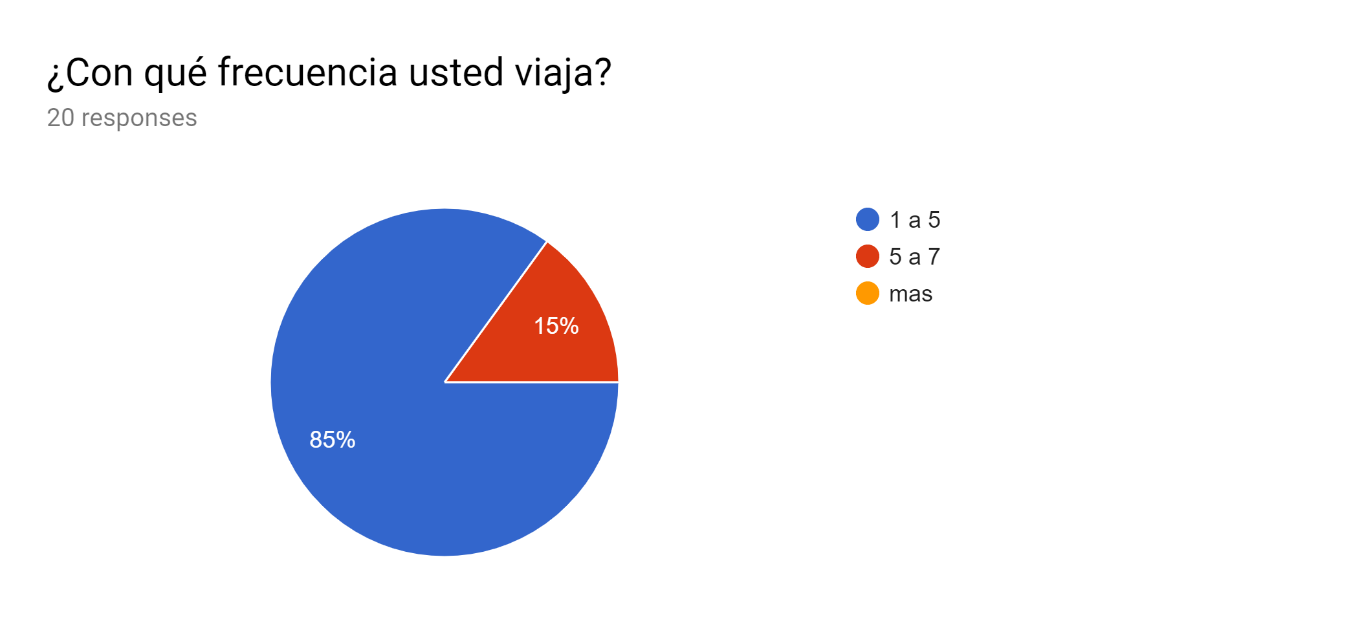 ¿Con qué frecuencia usted viaja?
20 responses
1 a 5
5 a 7
mas
15%
85%